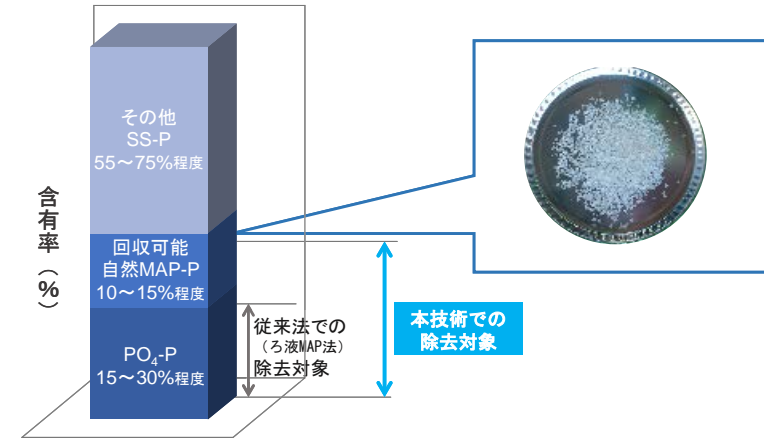 含有率（%）
その他
SS-P
55～75%程度
回収可能
自然MAP-P
10～15%程度
PO₄-P
15～30%程度
従来法での
（ろ液MAP法）
除去対象
本技術での
除去対象